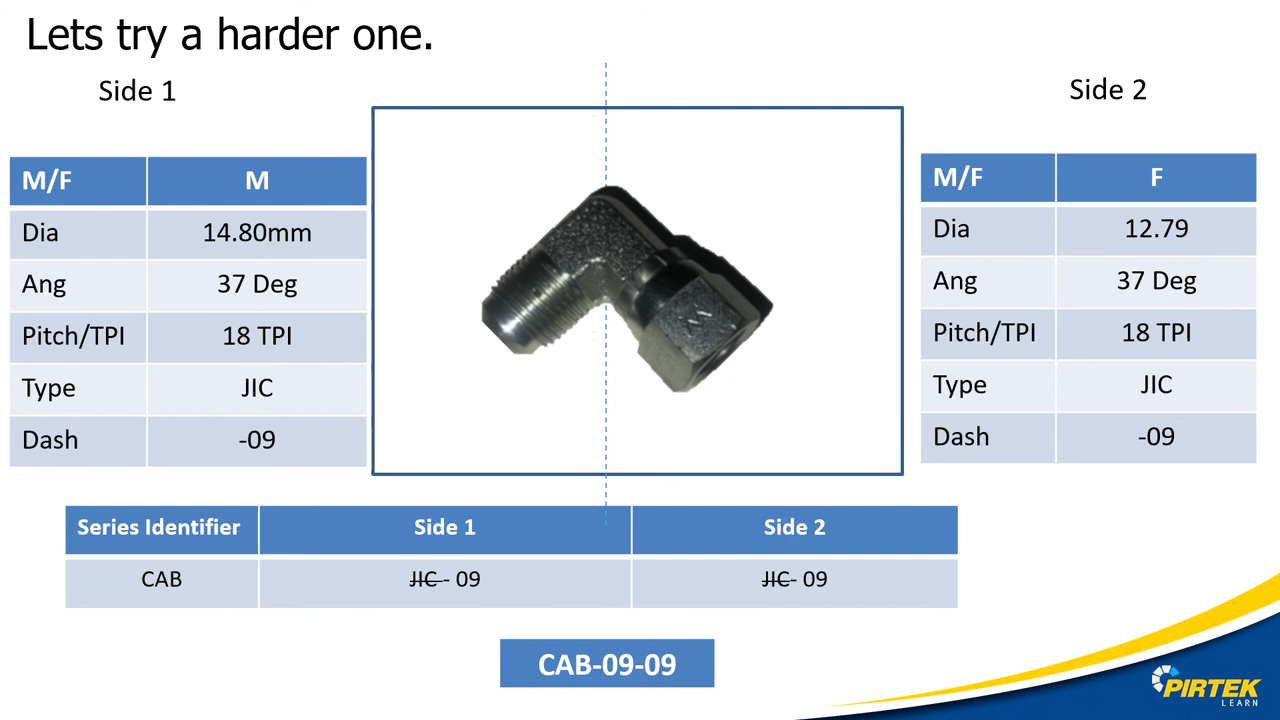 Lets try a harder one.
Side 1
Side 2
M/F M
Dia 14.80mm
Ang 37 Deg
Pitch/TPI 18 TPI
Type JIC
Dash -09
M/F F
Dia 12.79
Ang 37 Deg
Pitch/TPI 18 TPI
Type JIC
Dash -09
Series Identifier Side 1 Side 2
CAB JIC - 09 JIC- 09
CAB-09-09
PIRTEK
LEARN